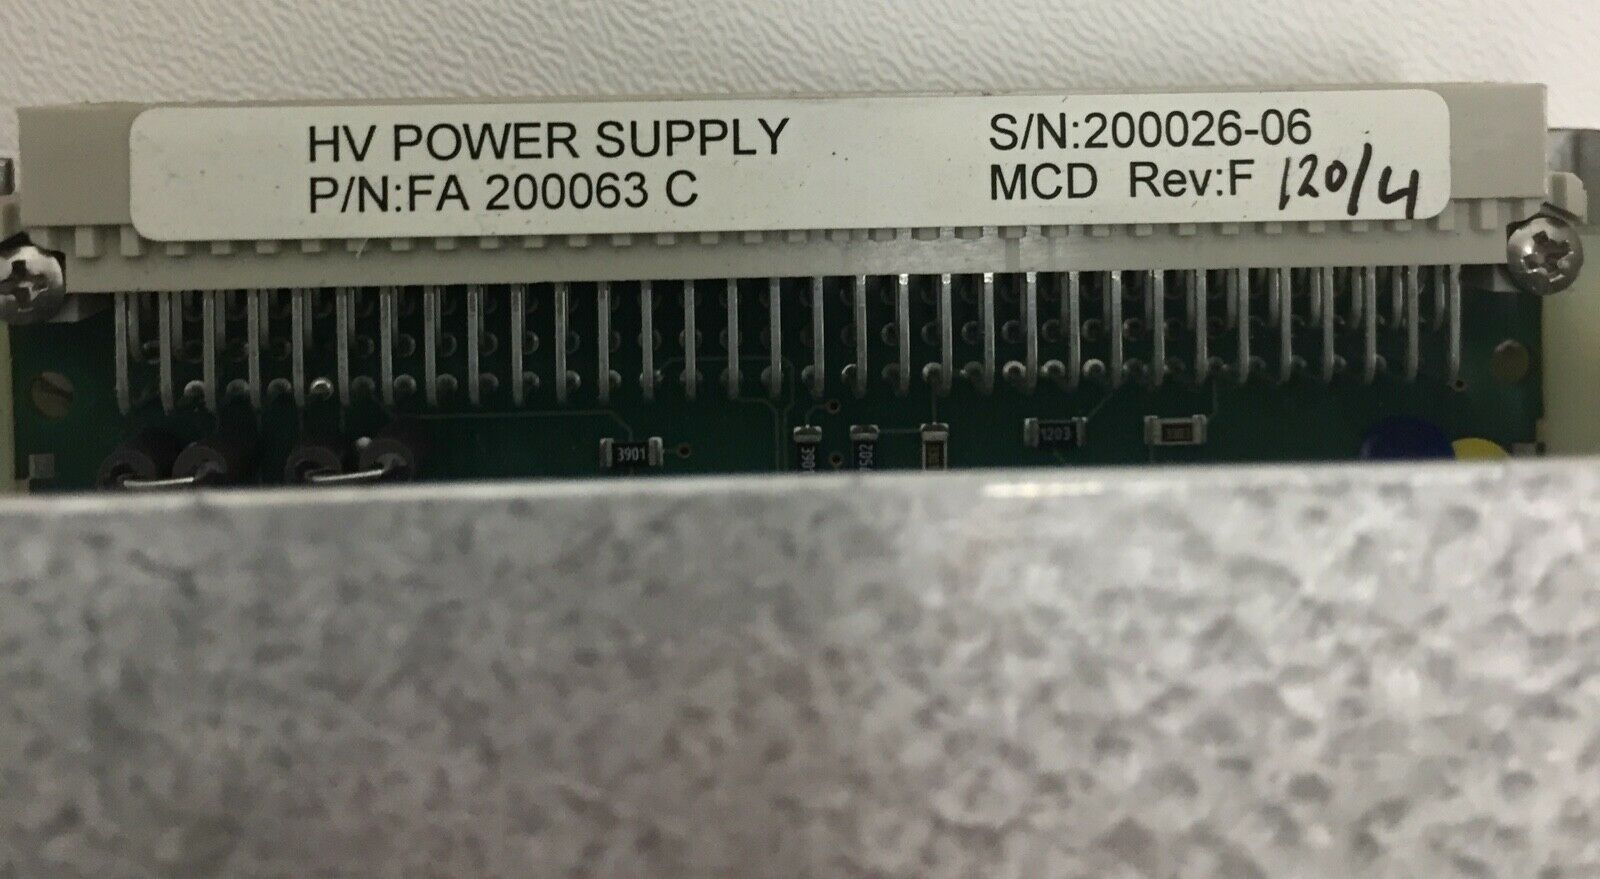 HV POWER SUPPLY
P/N:FA 200063 C
S/N:200026-06
MCD Rev:F 120/4
3901
1203